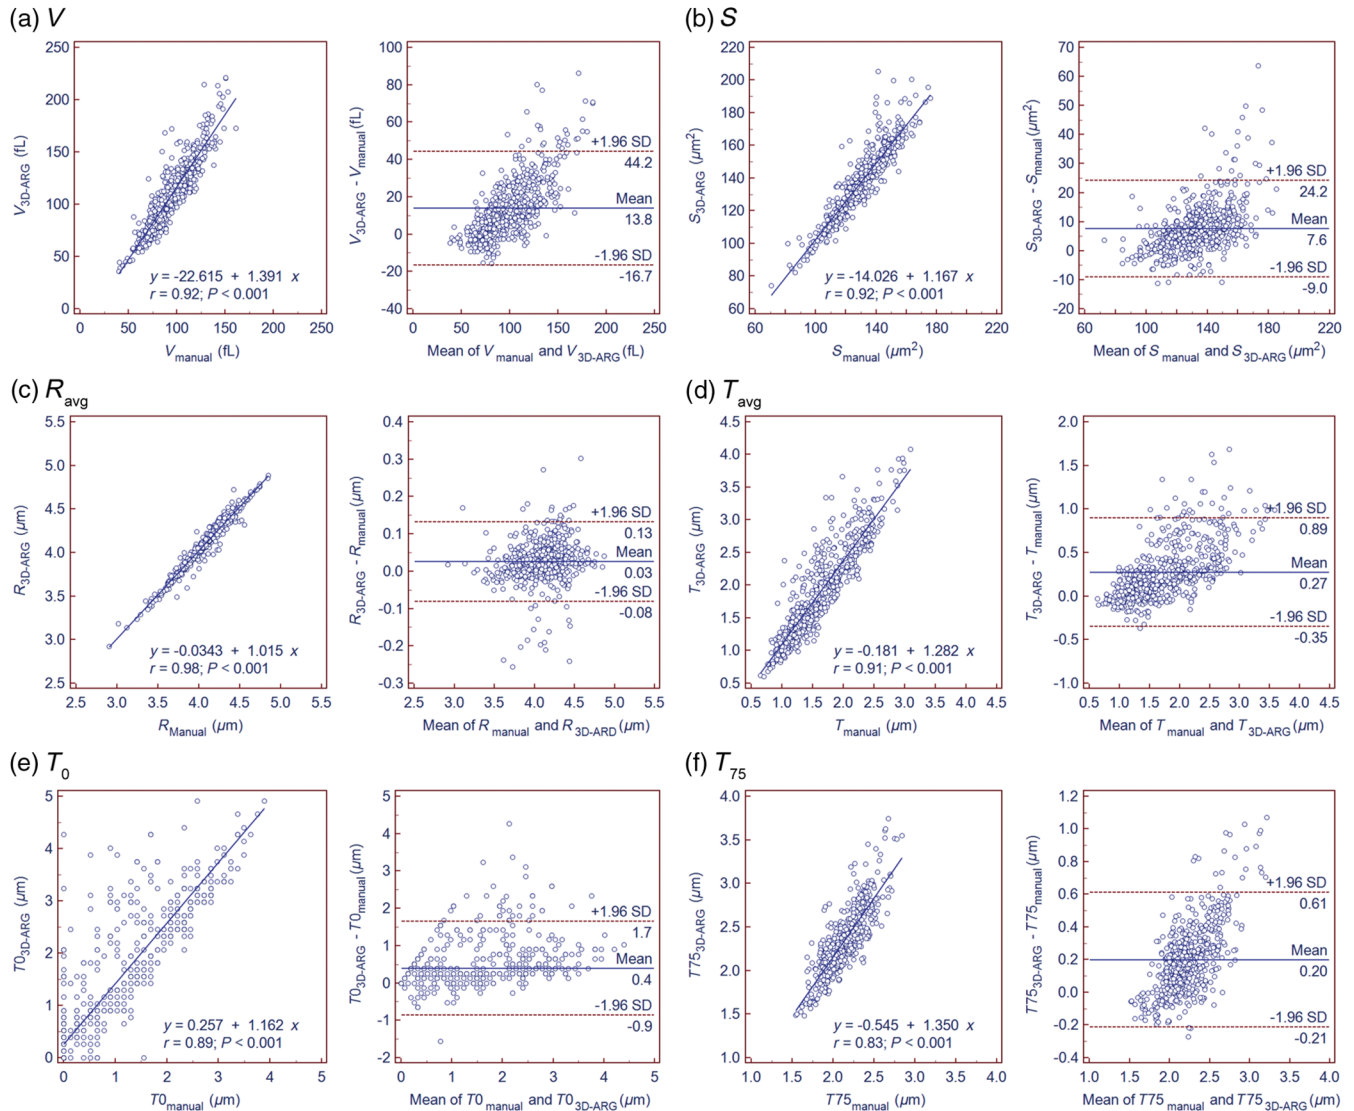 (a) V
(b) S
250
200
150
100
50
0
V3D-ARG (fL)
0 50 100 150 200 250
Vmanual (fL)
y = -22.615 + 1.391 x
r = 0.92; P < 0.001
100
80
60
40
20
0
-20
-40
V3D-ARG - Vmanual (fL)
+1.96 SD
44.2
Mean
13.8
-1.96 SD
-16.7
0 50 100 150 200 250
Mean of Vmanual and V3D-ARG (fL)
220
200
180
160
140
120
100
80
60
S3D-ARG (µm2)
60 100 140 180 220
Smanual (µm2)
y = -14.026 + 1.167 x
r = 0.92; P < 0.001
70
60
50
40
30
20
10
0
-10
-20
S3D-ARG - Smanual (µm2)
+1.96 SD
24.2
Mean
7.6
-1.96 SD
-9.0
60 100 140 180 220
Mean of Smanual and S3D-ARG (µm2)
(c) Ravg
(d) Tavg
5.5
5.0
4.5
4.0
3.5
3.0
2.5
R3D-ARG (µm)
2.5 3.0 3.5 4.0 4.5 5.0 5.5
RManual (µm)
y = -0.0343 + 1.015 x
r = 0.98; P < 0.001
0.4
0.3
0.2
0.1
0.0
-0.1
-0.2
-0.3
R3D-ARG - Rmanual (µm)
+1.96 SD
0.13
Mean
0.03
-1.96 SD
-0.08
2.5 3.0 3.5 4.0 4.5 5.0 5.5
Mean of Rmanual and R3D-ARD (µm)
4.5
4.0
3.5
3.0
2.5
2.0
1.5
1.0
0.5
T3D-ARG (µm)
0.5 1.0 1.5 2.0 2.5 3.0 3.5 4.0 4.5
Tmanual (µm)
y = -0.181 + 1.282 x
r = 0.91; P < 0.001
2.0
1.5
1.0
0.5
0.0
-0.5
-1.0
T3D-ARG - Tmanual (µm)
+1.96 SD
0.89
Mean
0.27
-1.96 SD
-0.35
0.5 1.0 1.5 2.0 2.5 3.0 3.5 4.0 4.5
Mean of Tmanual and T3D-ARG (µm)
(e) T0
(f) T75
5
4
3
2
1
0
T03D-ARG (µm)
0 1 2 3 4 5
T0manual (µm)
y = 0.257 + 1.162 x
r = 0.89; P < 0.001
5
4
3
2
1
0
-1
-2
T03D-ARG - T0manual (µm)
+1.96 SD
1.7
Mean
0.4
-1.96 SD
-0.9
0 1 2 3 4 5
Mean of T0manual and T03D-ARG (µm)
4.0
3.5
3.0
2.5
2.0
1.5
1.0
T753D-ARG (µm)
1.0 1.5 2.0 2.5 3.0 3.5 4.0
T75manual (µm)
y = -0.545 + 1.350 x
r = 0.83; P < 0.001
1.2
1.0
0.8
0.6
0.4
0.2
0.0
-0.2
-0.4
T753D-ARG - T75manual (µm)
+1.96 SD
0.61
Mean
0.20
-1.96 SD
-0.21
1.0 1.5 2.0 2.5 3.0 3.5 4.0
Mean of T75manual and T753D-ARG (µm)